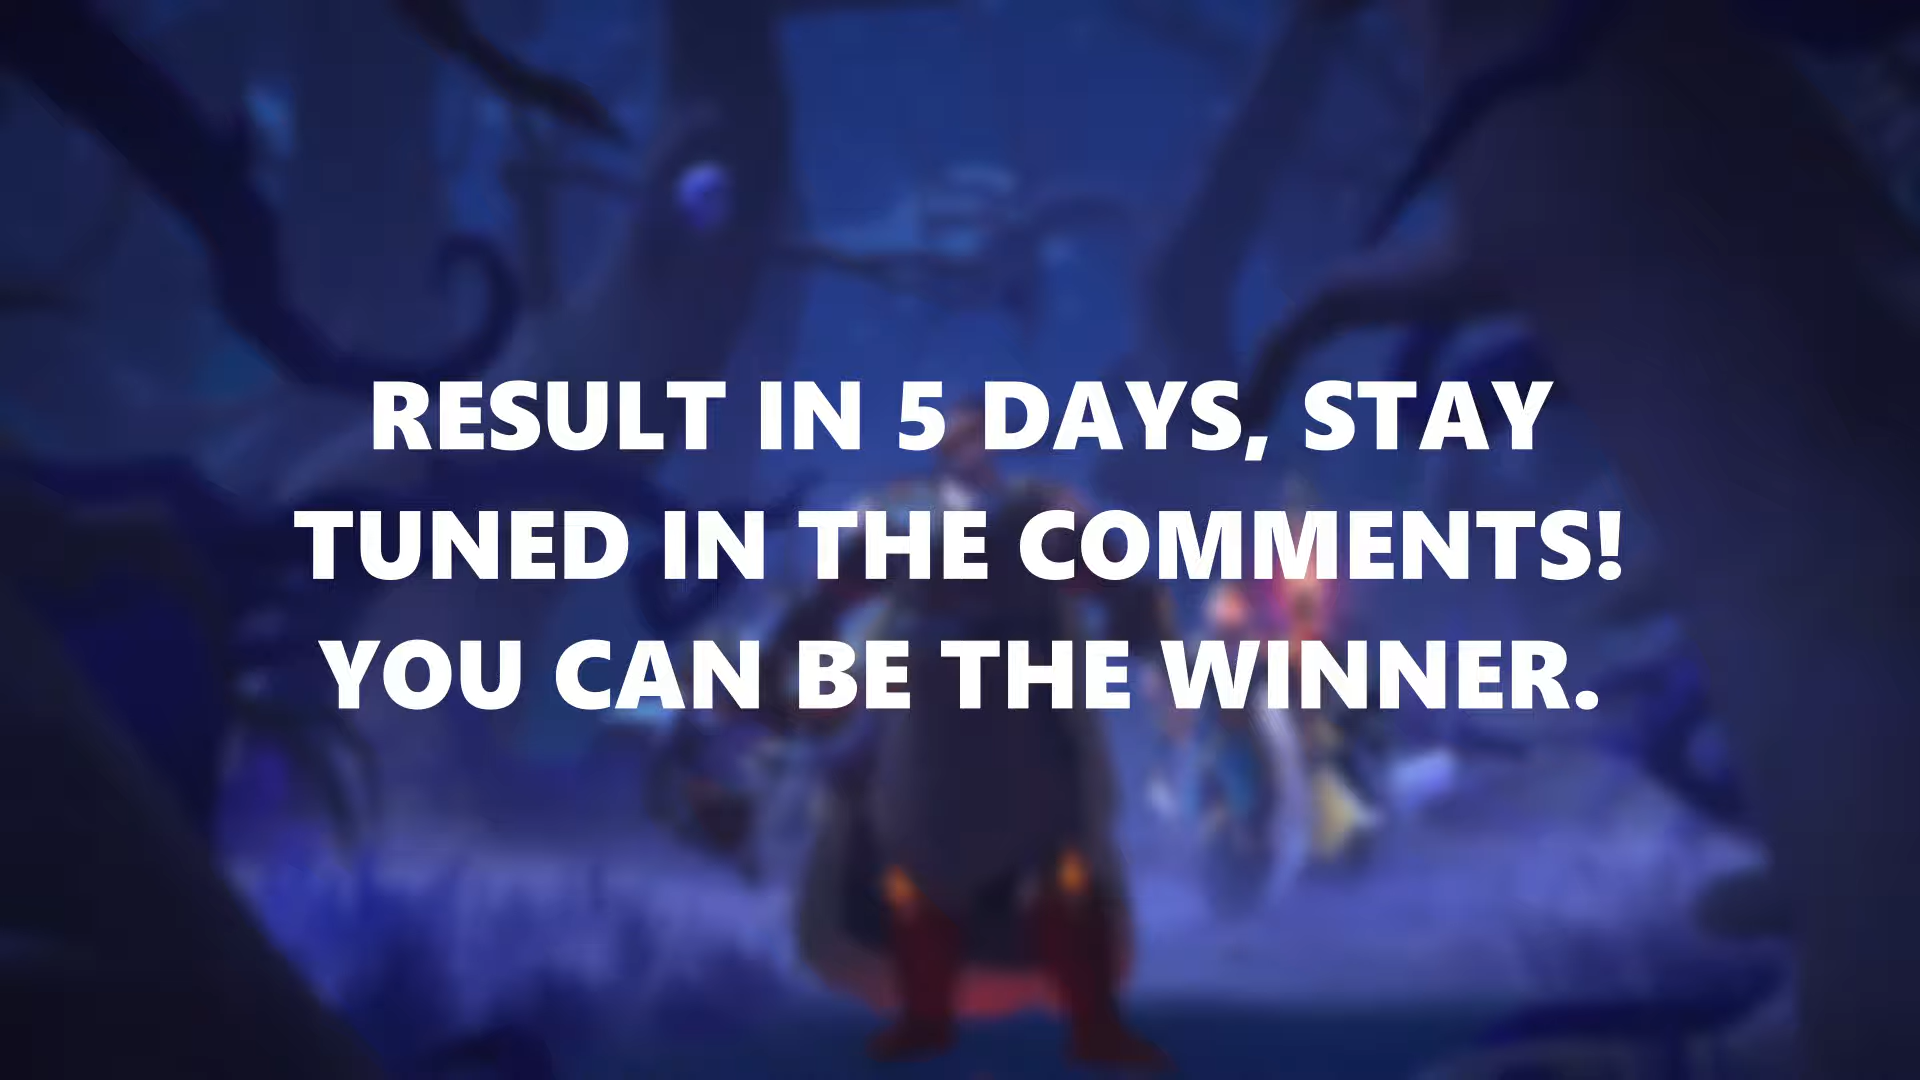 RESULT IN 5 DAYS, STAY
TUNED IN THE COMMENTS!
YOU CAN BE THE WINNER.